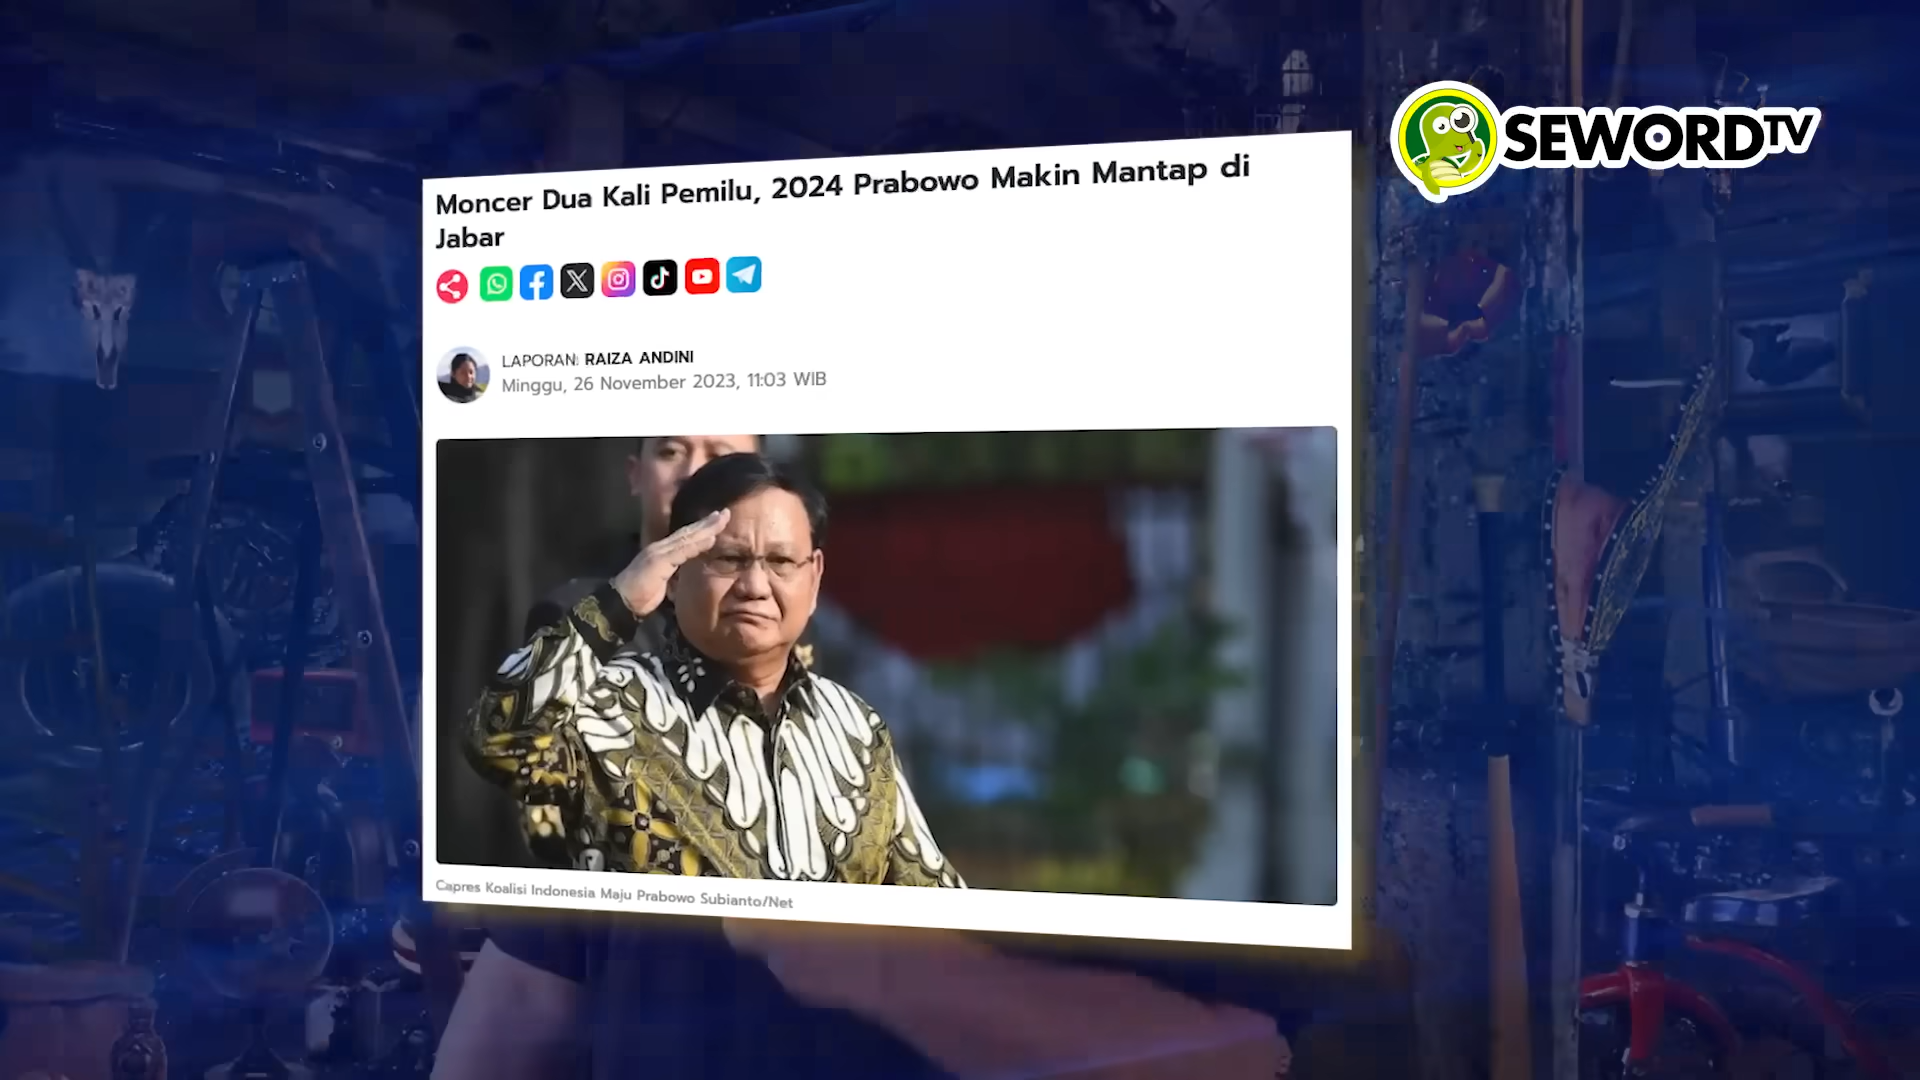 SEWORDTV
Moncer Dua Kali Pemilu, 2024 Prabowo Makin Mantap di
Jabar
LAPORAN: RAIZA ANDINI
Minggu, 26 November 2023, 11:03 WIB
Capres Koalisi Indonesia Maju Prabowo Subianto/Net